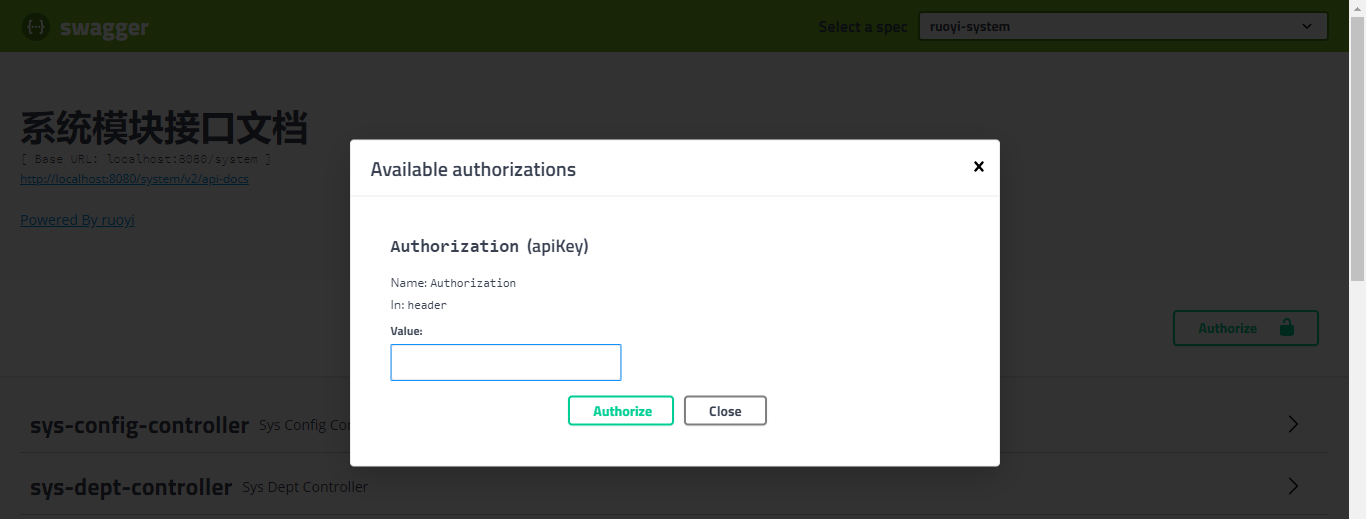 swagger
Select a spec ruoyi-system
系统模块接口文档
[ Base URL: localhost:8080/system ]
http://localhost:8080/system/v2/api-docs
Powered By ruoyi
Available authorizations
Authorization (apiKey)
Name: Authorization
In: header
Value:
Authorize Close
Authorize
sys-config-controller Sys Config Co
sys-dept-controller Sys Dept Controller